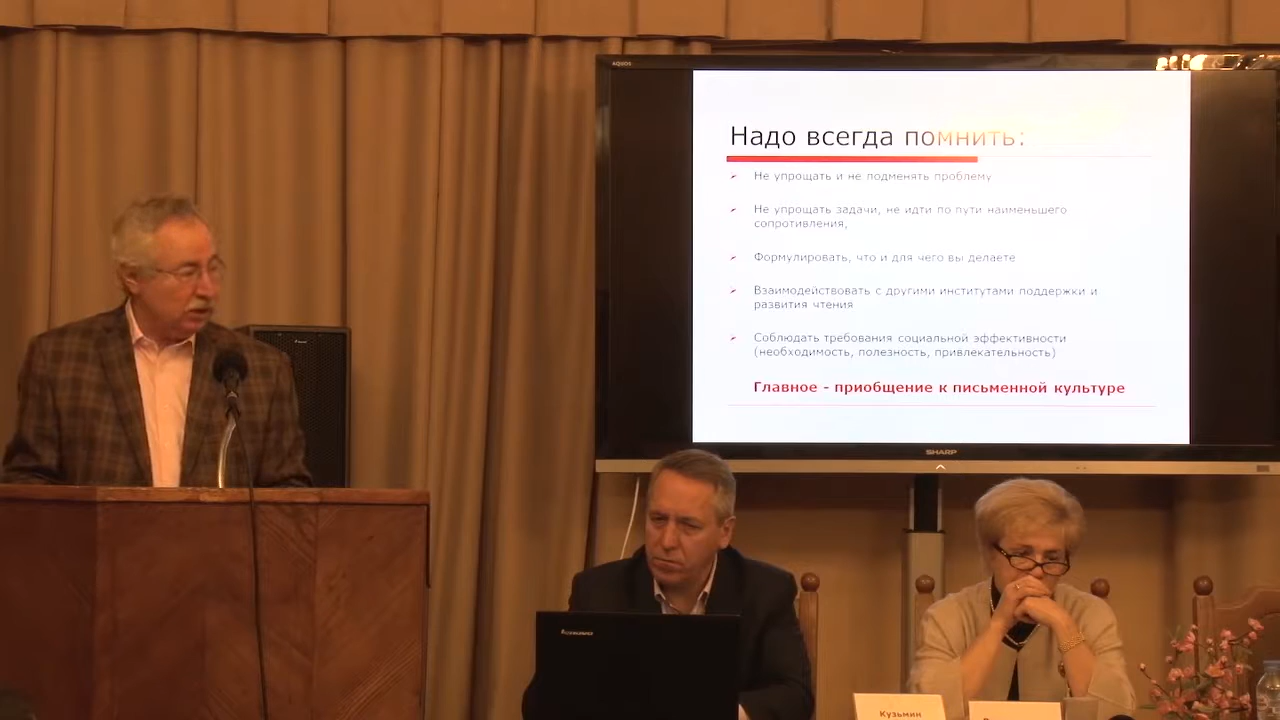 AQUOS
Надо всегда помнить:
Не упрощать и не подменять проблему
Не упрощать задачи, не идти по пути наименьшего
сопротивления,
Формулировать, что и для чего вы делаете
Взаимодействовать с другими институтами поддержки и
развития чтения
Соблюдать требования социальной эффективности
(необходимость, полезность, привлекательность)
Главное - приобщение к письменной культуре
SHARP
Кузьмин